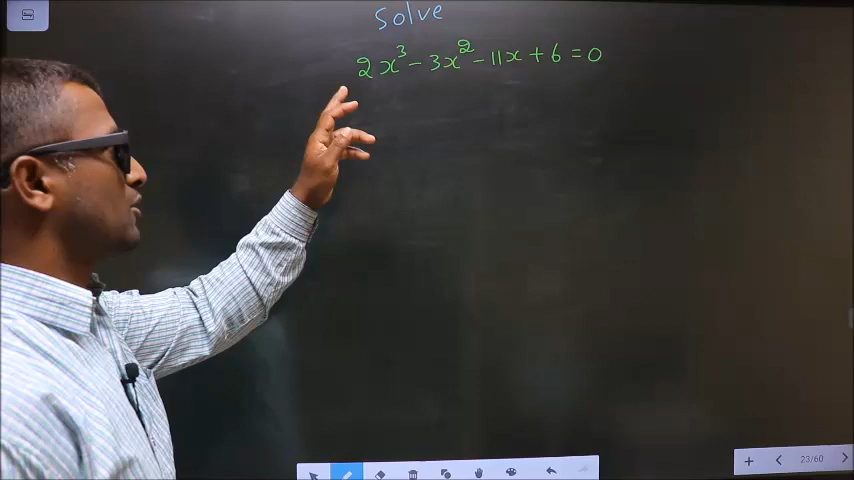 Solve
2x³ - 3x² - 11x + 6 = 0
23/60